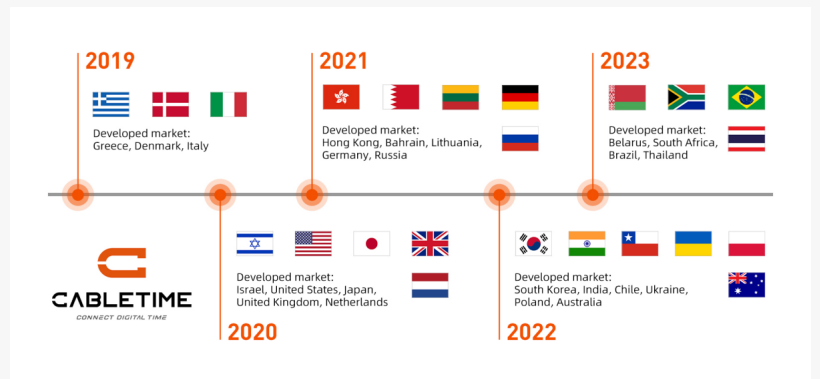 2019
Developed market:
Greece, Denmark, Italy
2021
Developed market:
Hong Kong, Bahrain, Lithuania,
Germany, Russia
2023
Developed market:
Belarus, South Africa,
Brazil, Thailand
CABLETIME
CONNECT DIGITAL TIME
Developed market:
Israel, United States, Japan,
United Kingdom, Netherlands
2020
Developed market:
South Korea, India, Chile, Ukraine,
Poland, Australia
2022